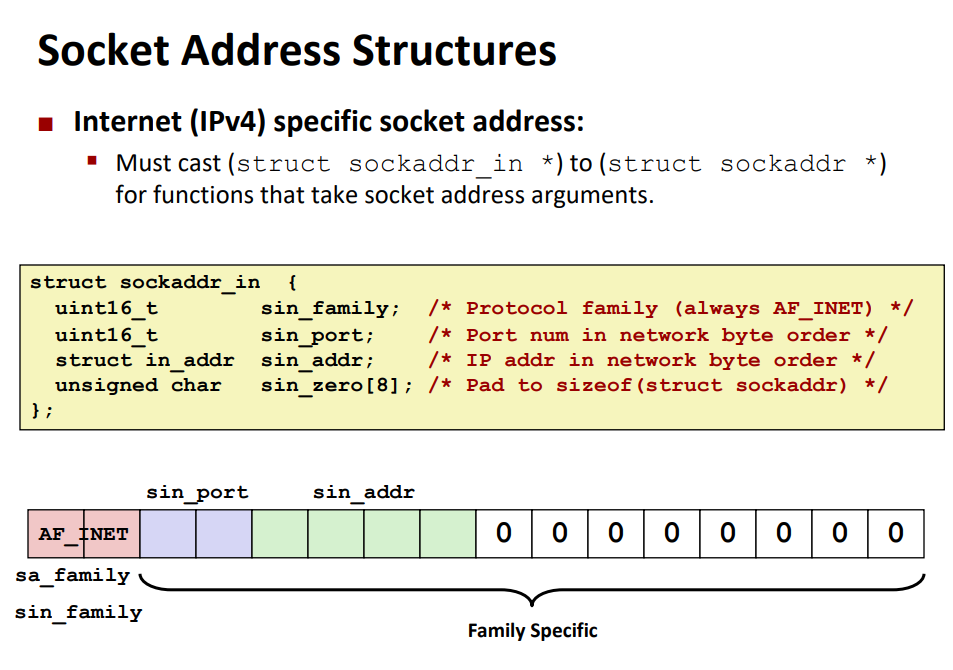 Socket Address Structures
Internet (IPv4) specific socket address:
Must cast (struct sockaddr_in *) to (struct sockaddr *)
for functions that take socket address arguments.
struct sockaddr_in {
uint16_t sin_family; /* Protocol family (always AF_INET) */
uint16_t sin_port; /* Port num in network byte order */
struct in_addr sin_addr; /* IP addr in network byte order */
unsigned char sin_zero[8]; /* Pad to sizeof(struct sockaddr) */
};
sin_port sin_addr
AF_INET 0 0 0 0 0 0 0 0
sa_family
sin_family
Family Specific